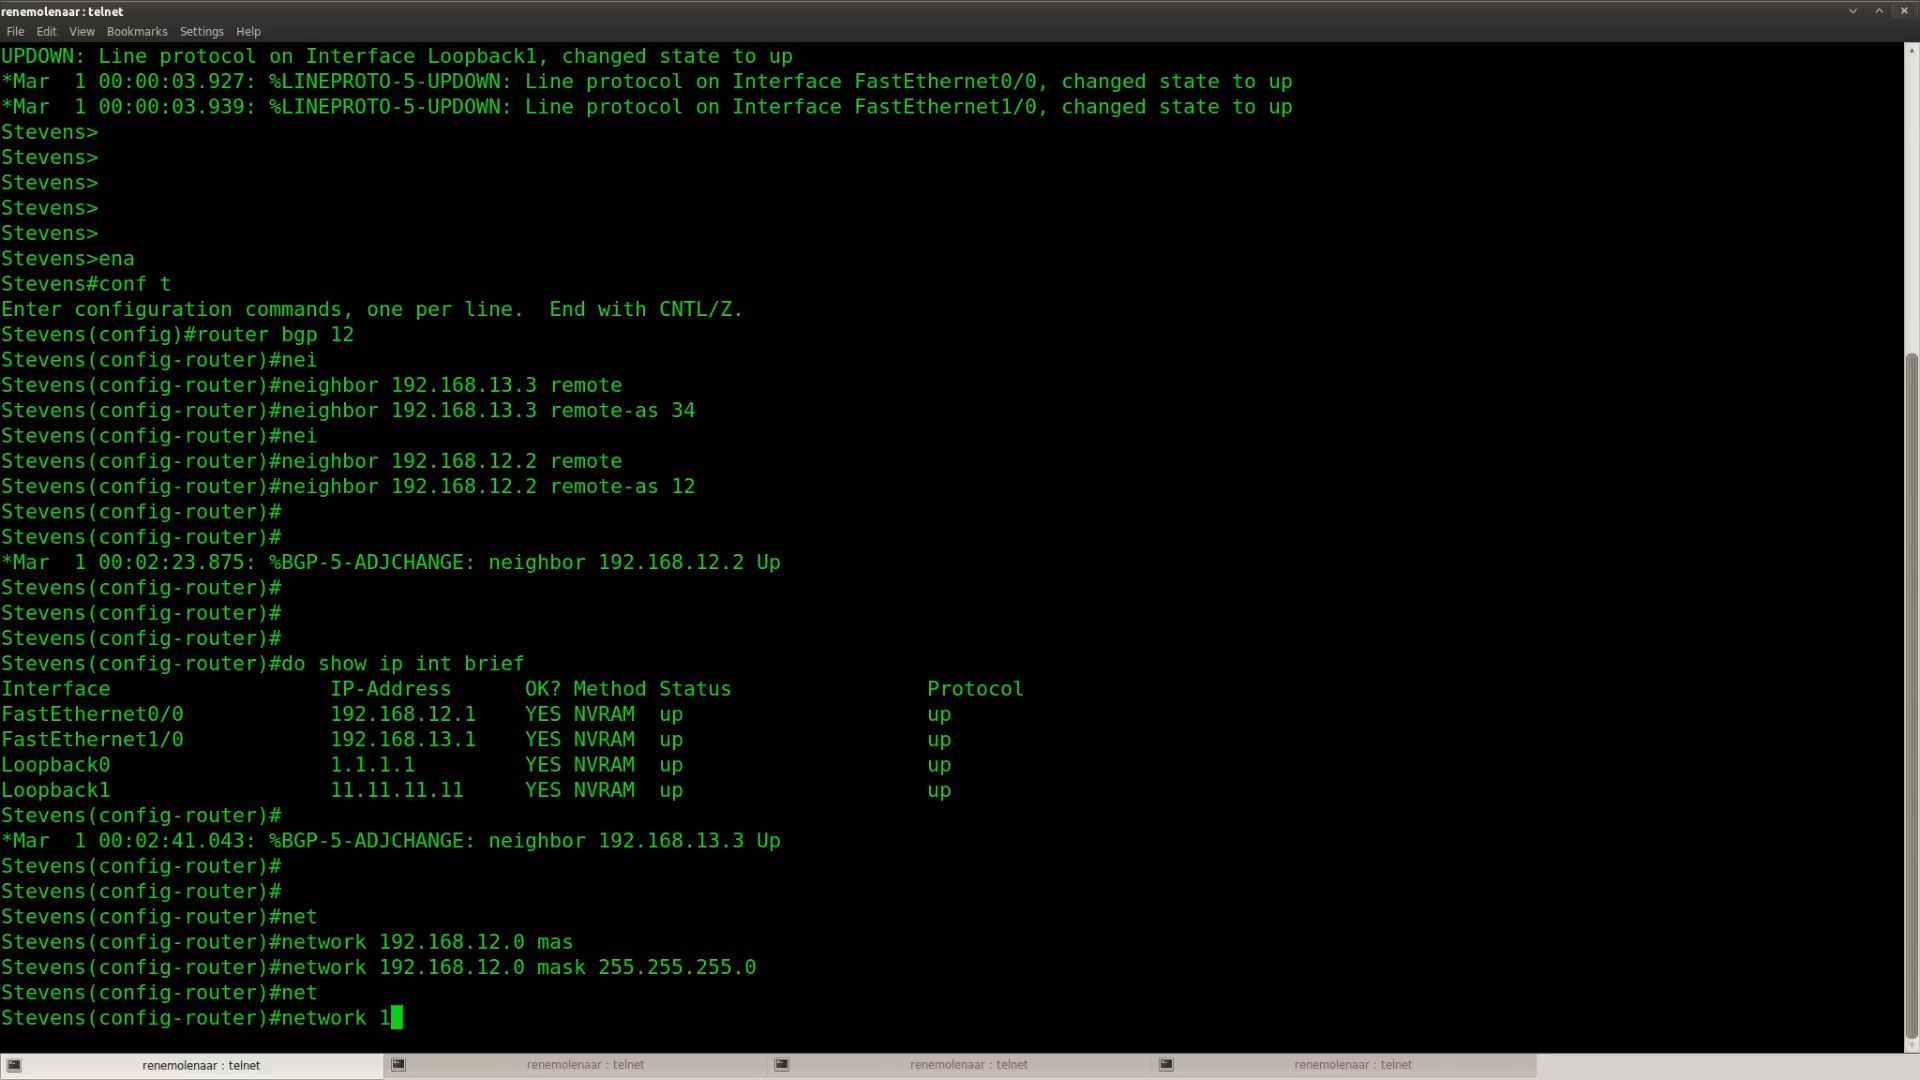 renemolenaar : telnet
File Edit View Bookmarks Settings Help
UPDOWN: Line protocol on Interface Loopback1, changed state to up
*Mar  1 00:00:03.927: %LINEPROTO-5-UPDOWN: Line protocol on Interface FastEthernet0/0, changed state to up
*Mar  1 00:00:03.939: %LINEPROTO-5-UPDOWN: Line protocol on Interface FastEthernet1/0, changed state to up
Stevens>
Stevens>
Stevens>
Stevens>
Stevens>
Stevens>ena
Stevens#conf t
Enter configuration commands, one per line.  End with CNTL/Z.
Stevens(config)#router bgp 12
Stevens(config-router)#nei
Stevens(config-router)#neighbor 192.168.13.3 remote
Stevens(config-router)#neighbor 192.168.13.3 remote-as 34
Stevens(config-router)#nei
Stevens(config-router)#neighbor 192.168.12.2 remote
Stevens(config-router)#neighbor 192.168.12.2 remote-as 12
Stevens(config-router)#
Stevens(config-router)#
*Mar  1 00:02:23.875: %BGP-5-ADJCHANGE: neighbor 192.168.12.2 Up
Stevens(config-router)#
Stevens(config-router)#
Stevens(config-router)#
Stevens(config-router)#do show ip int brief
Interface                  IP-Address      OK? Method Status                Protocol
FastEthernet0/0            192.168.12.1    YES NVRAM  up                    up
FastEthernet1/0            192.168.13.1    YES NVRAM  up                    up
Loopback0                  1.1.1.1         YES NVRAM  up                    up
Loopback1                  11.11.11.11     YES NVRAM  up                    up
Stevens(config-router)#
*Mar  1 00:02:41.043: %BGP-5-ADJCHANGE: neighbor 192.168.13.3 Up
Stevens(config-router)#
Stevens(config-router)#
Stevens(config-router)#net
Stevens(config-router)#network 192.168.12.0 mas
Stevens(config-router)#network 192.168.12.0 mask 255.255.255.0
Stevens(config-router)#net
Stevens(config-router)#network 1
renemolenaar : telnet renemolenaar : telnet renemolenaar : telnet renemolenaar : telnet